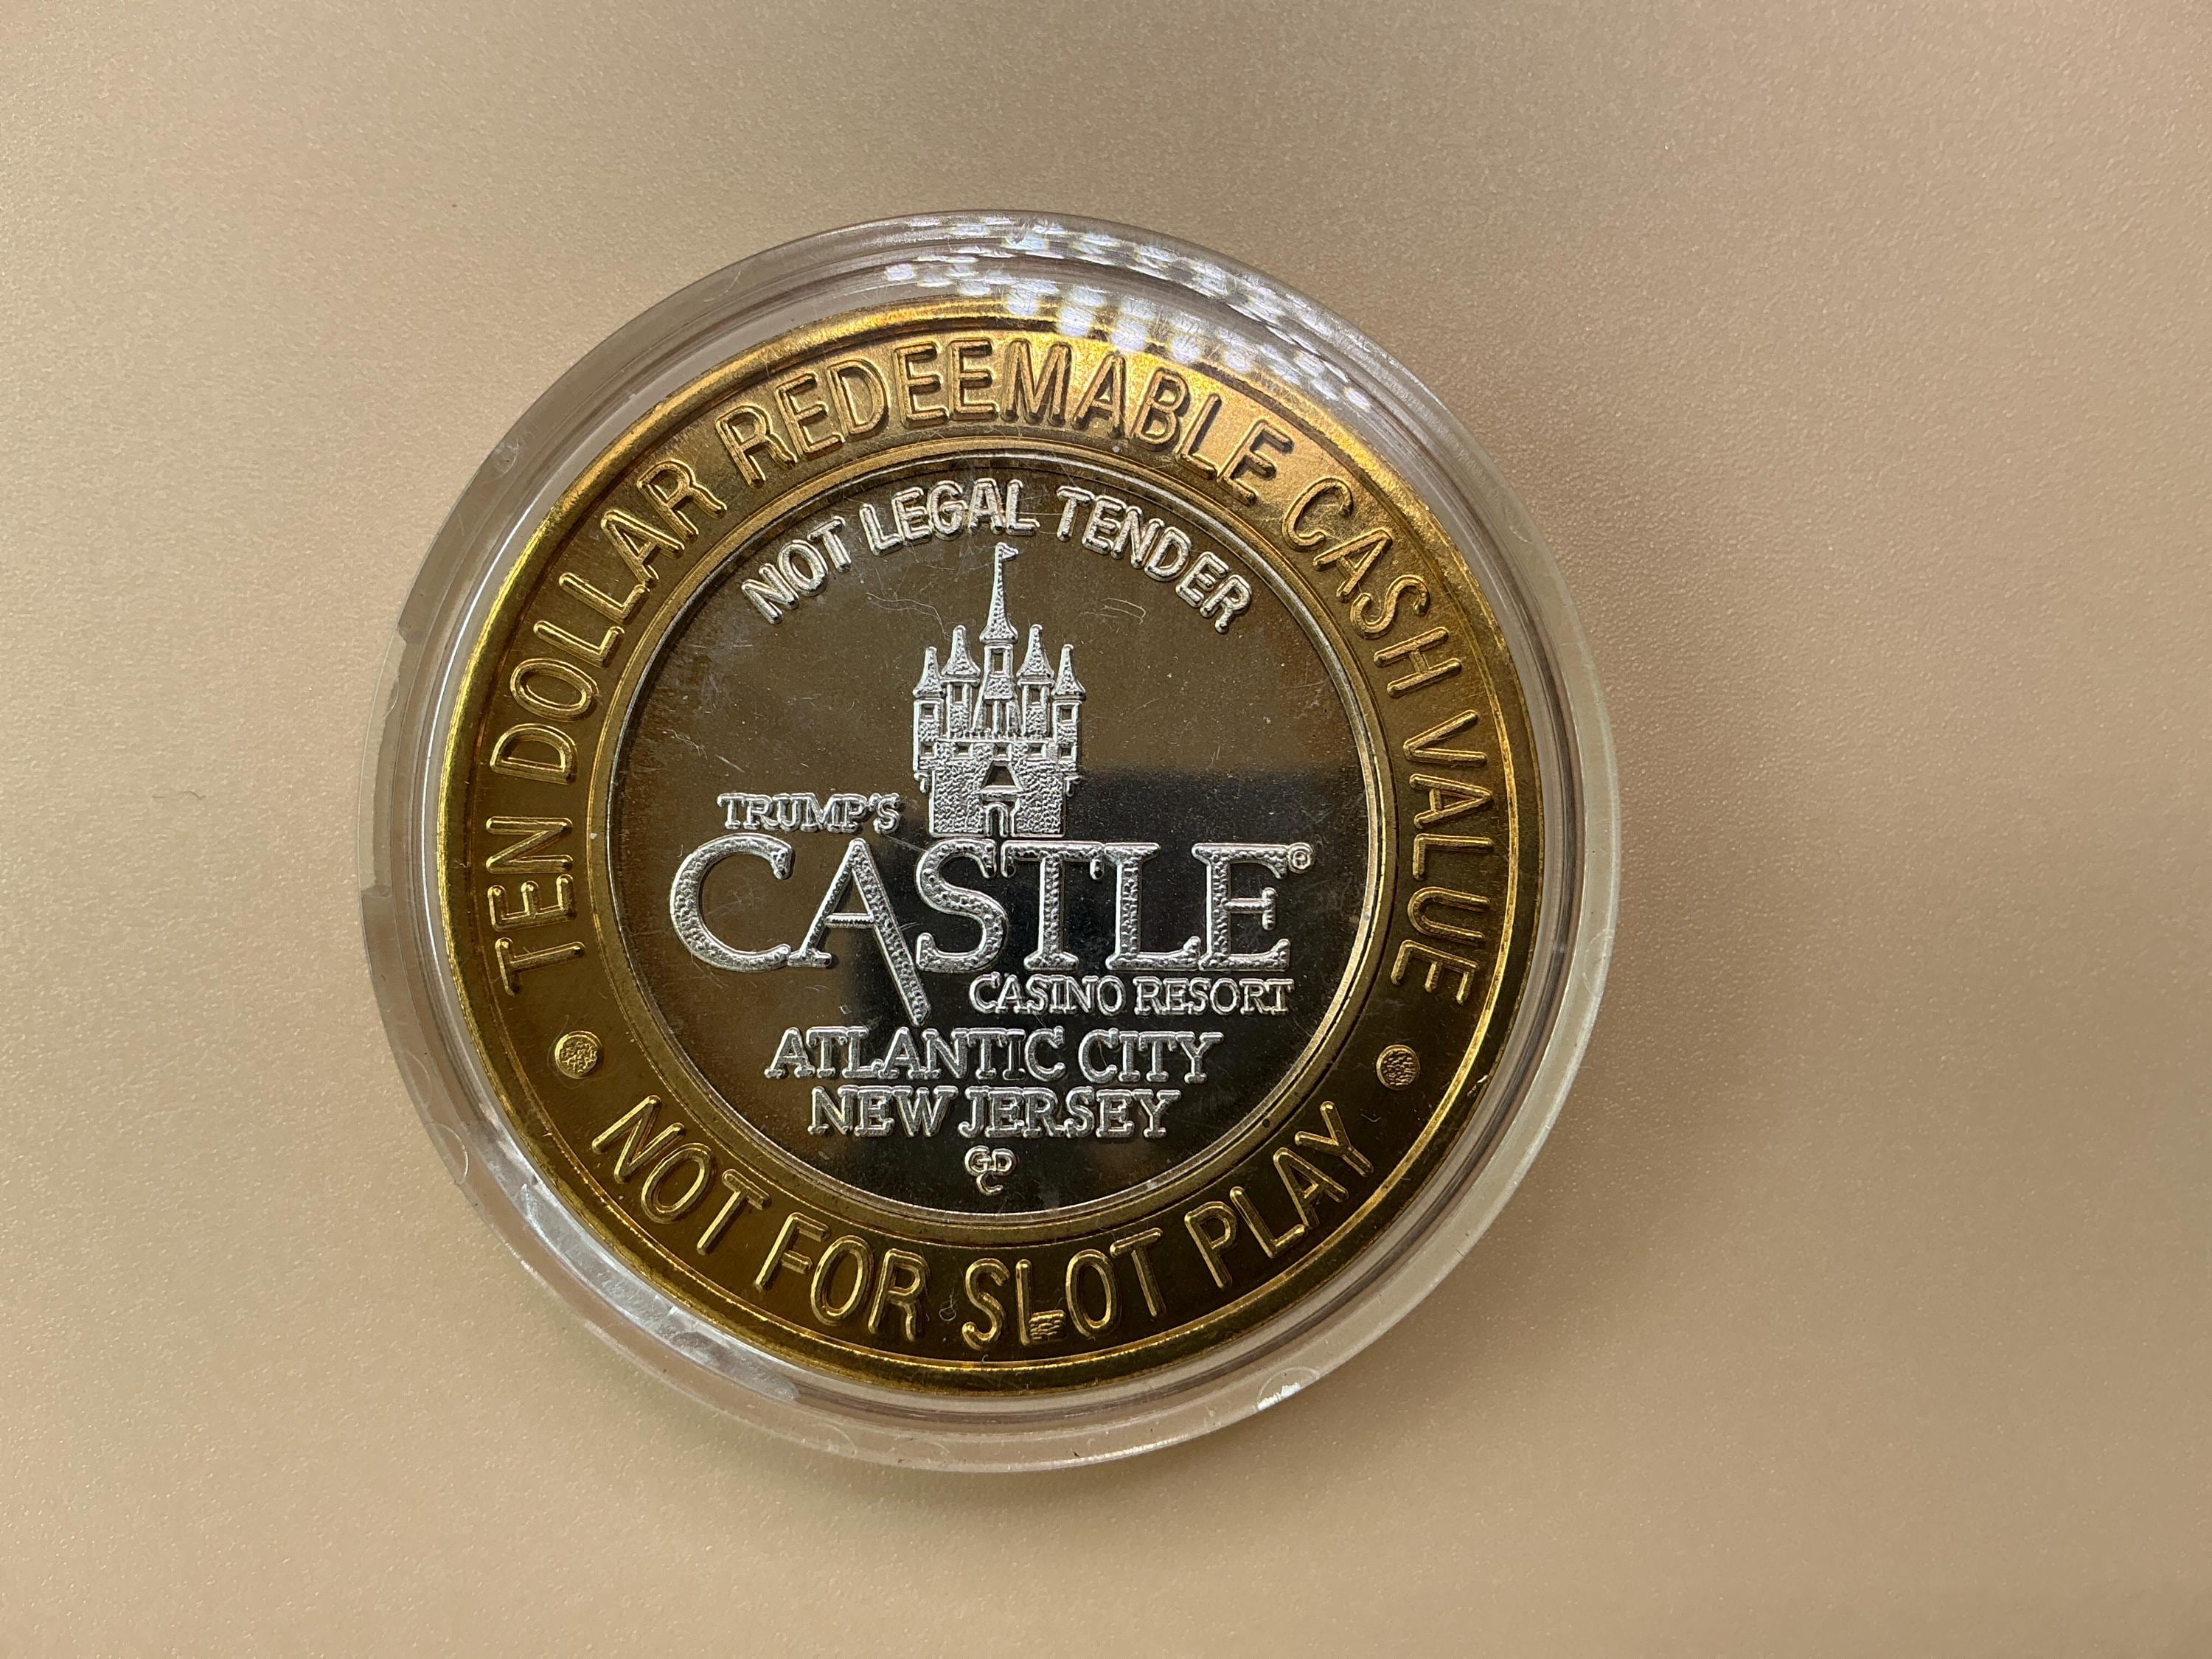 TEN DOLLAR REDEEMABLE CASH VALUE
NOT LEGAL TENDER
TRUMP'S
CASTLE®
CASINO RESORT
ATLANTIC CITY
NEW JERSEY
GDC
NOT FOR SLOT PLAY